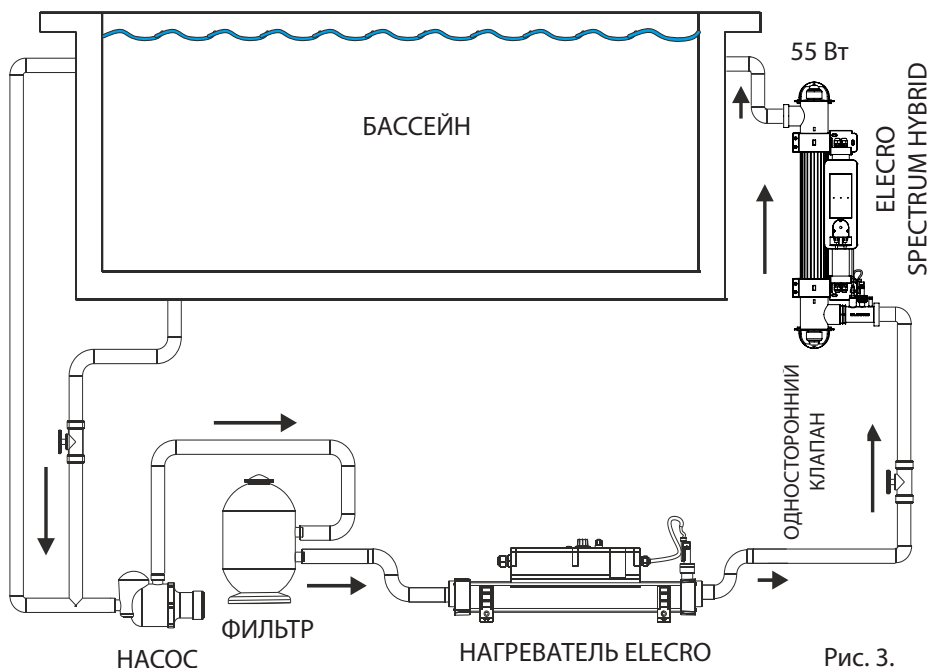 55 Вт
БАССЕЙН
ELECRO
SPECTRUM HYBRID
ОДНОСТОРОННИЙ
КЛАПАН
ФИЛЬТР
НАСОС
НАГРЕВАТЕЛЬ ELECRO
Рис. 3.